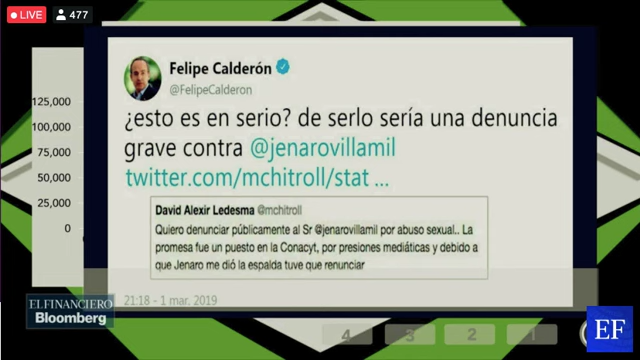 LIVE
477
Felipe Calderón
@FelipeCalderon
¿esto es en serio? de serlo sería una denuncia
grave contra @jenarovillamil
twitter.com/mchitroll/stat ...
David Alexir Ledesma @mchitroll
Quiero denunciar públicamente al Sr @jenarovillamil por abuso sexual.. La
promesa fue un puesto en la Conacyt, por presiones mediáticas y debido
a que Jenaro me dió la espalda tuve que renunciar
21:18 - 1 mar. 2019
125,000
100,000
75,000
50,000
25,000
0
EL FINANCIERO
Bloomberg
4 3 2 1
EF